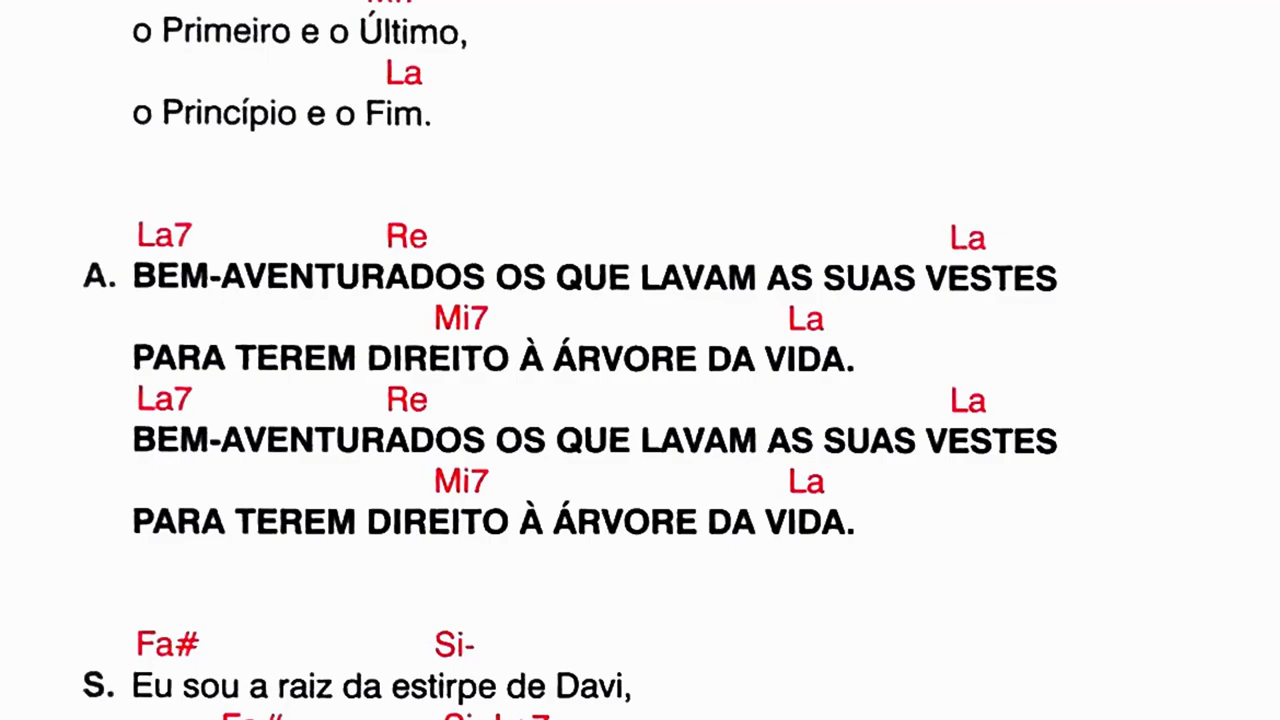 o Primeiro e o Último,
La
o Princípio e o Fim.
La7 Re La
A. BEM-AVENTURADOS OS QUE LAVAM AS SUAS VESTES
Mi7 La
PARA TEREM DIREITO À ÁRVORE DA VIDA.
La7 Re La
BEM-AVENTURADOS OS QUE LAVAM AS SUAS VESTES
Mi7 La
PARA TEREM DIREITO À ÁRVORE DA VIDA.
Fa# Si-
S. Eu sou a raiz da estirpe de Davi,